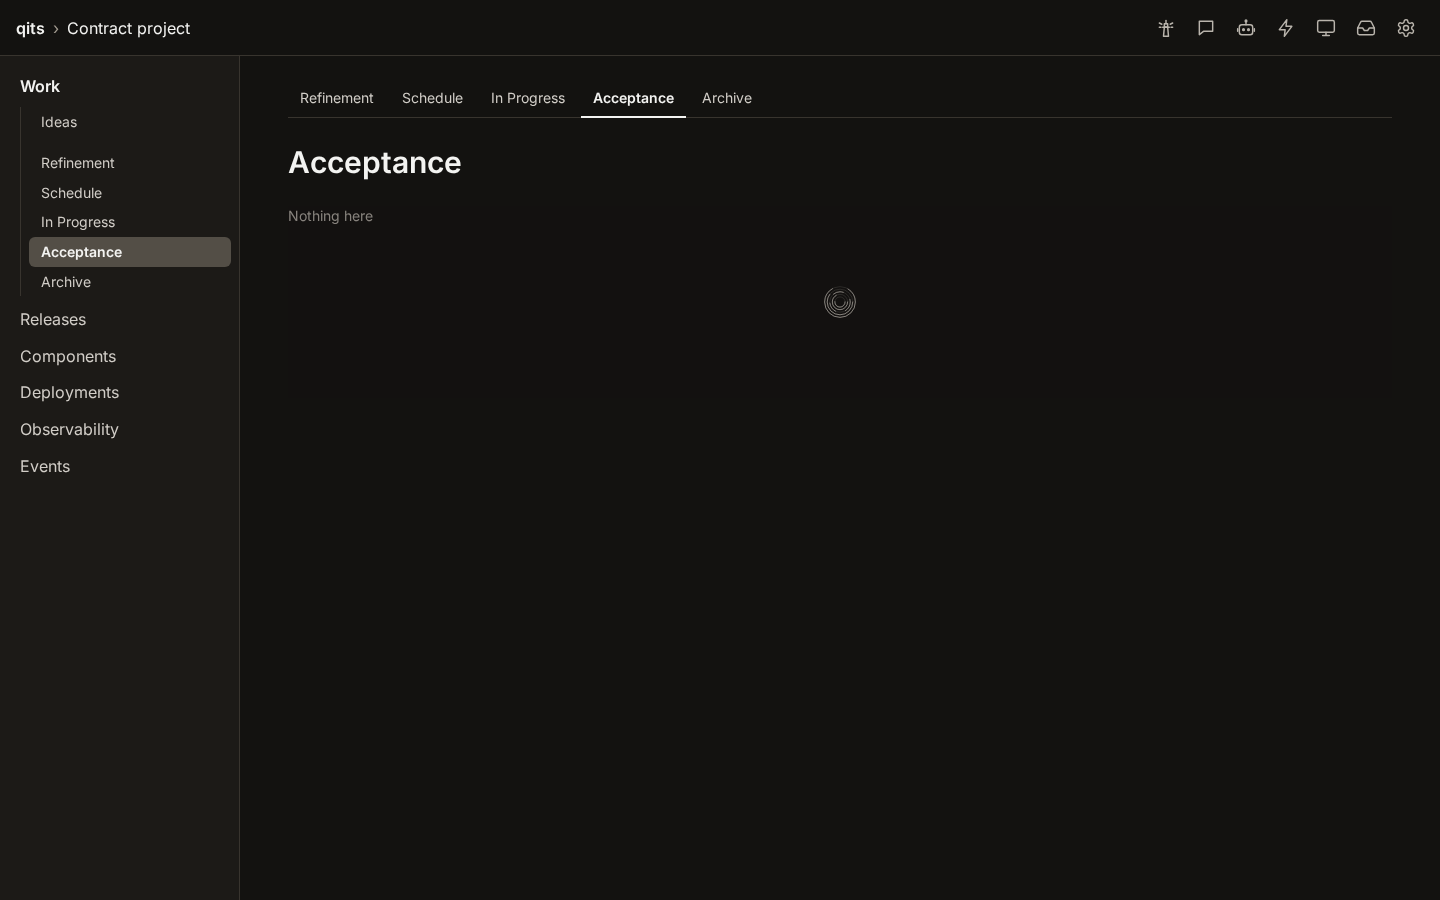 qits › Contract project
Work
Ideas
Refinement
Schedule
In Progress
Acceptance
Archive
Releases
Components
Deployments
Observability
Events
Refinement Schedule In Progress Acceptance Archive
Acceptance
Nothing here